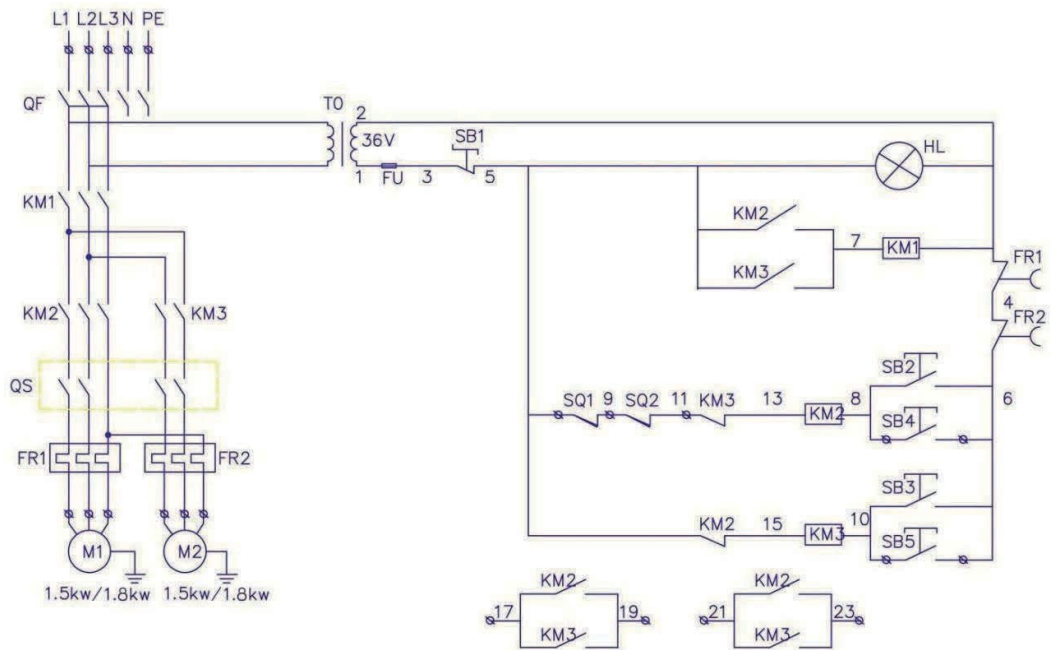 L1 L2 L3 N PE
QF
TO
2
36V
SB1
HL
1
FU
3
5
KM1
KM2
7
KM1
KM3
FR1
4
FR2
KM2
KM3
QS
SB2
SQ1
9
SQ2
11
KM3
13
KM2
8
6
SB4
FR1
FR2
SB3
KM2
15
KM3
10
SB5
M1
M2
1.5kw/1.8kw
1.5kw/1.8kw
KM2
17
19
KM3
KM2
21
23
KM3